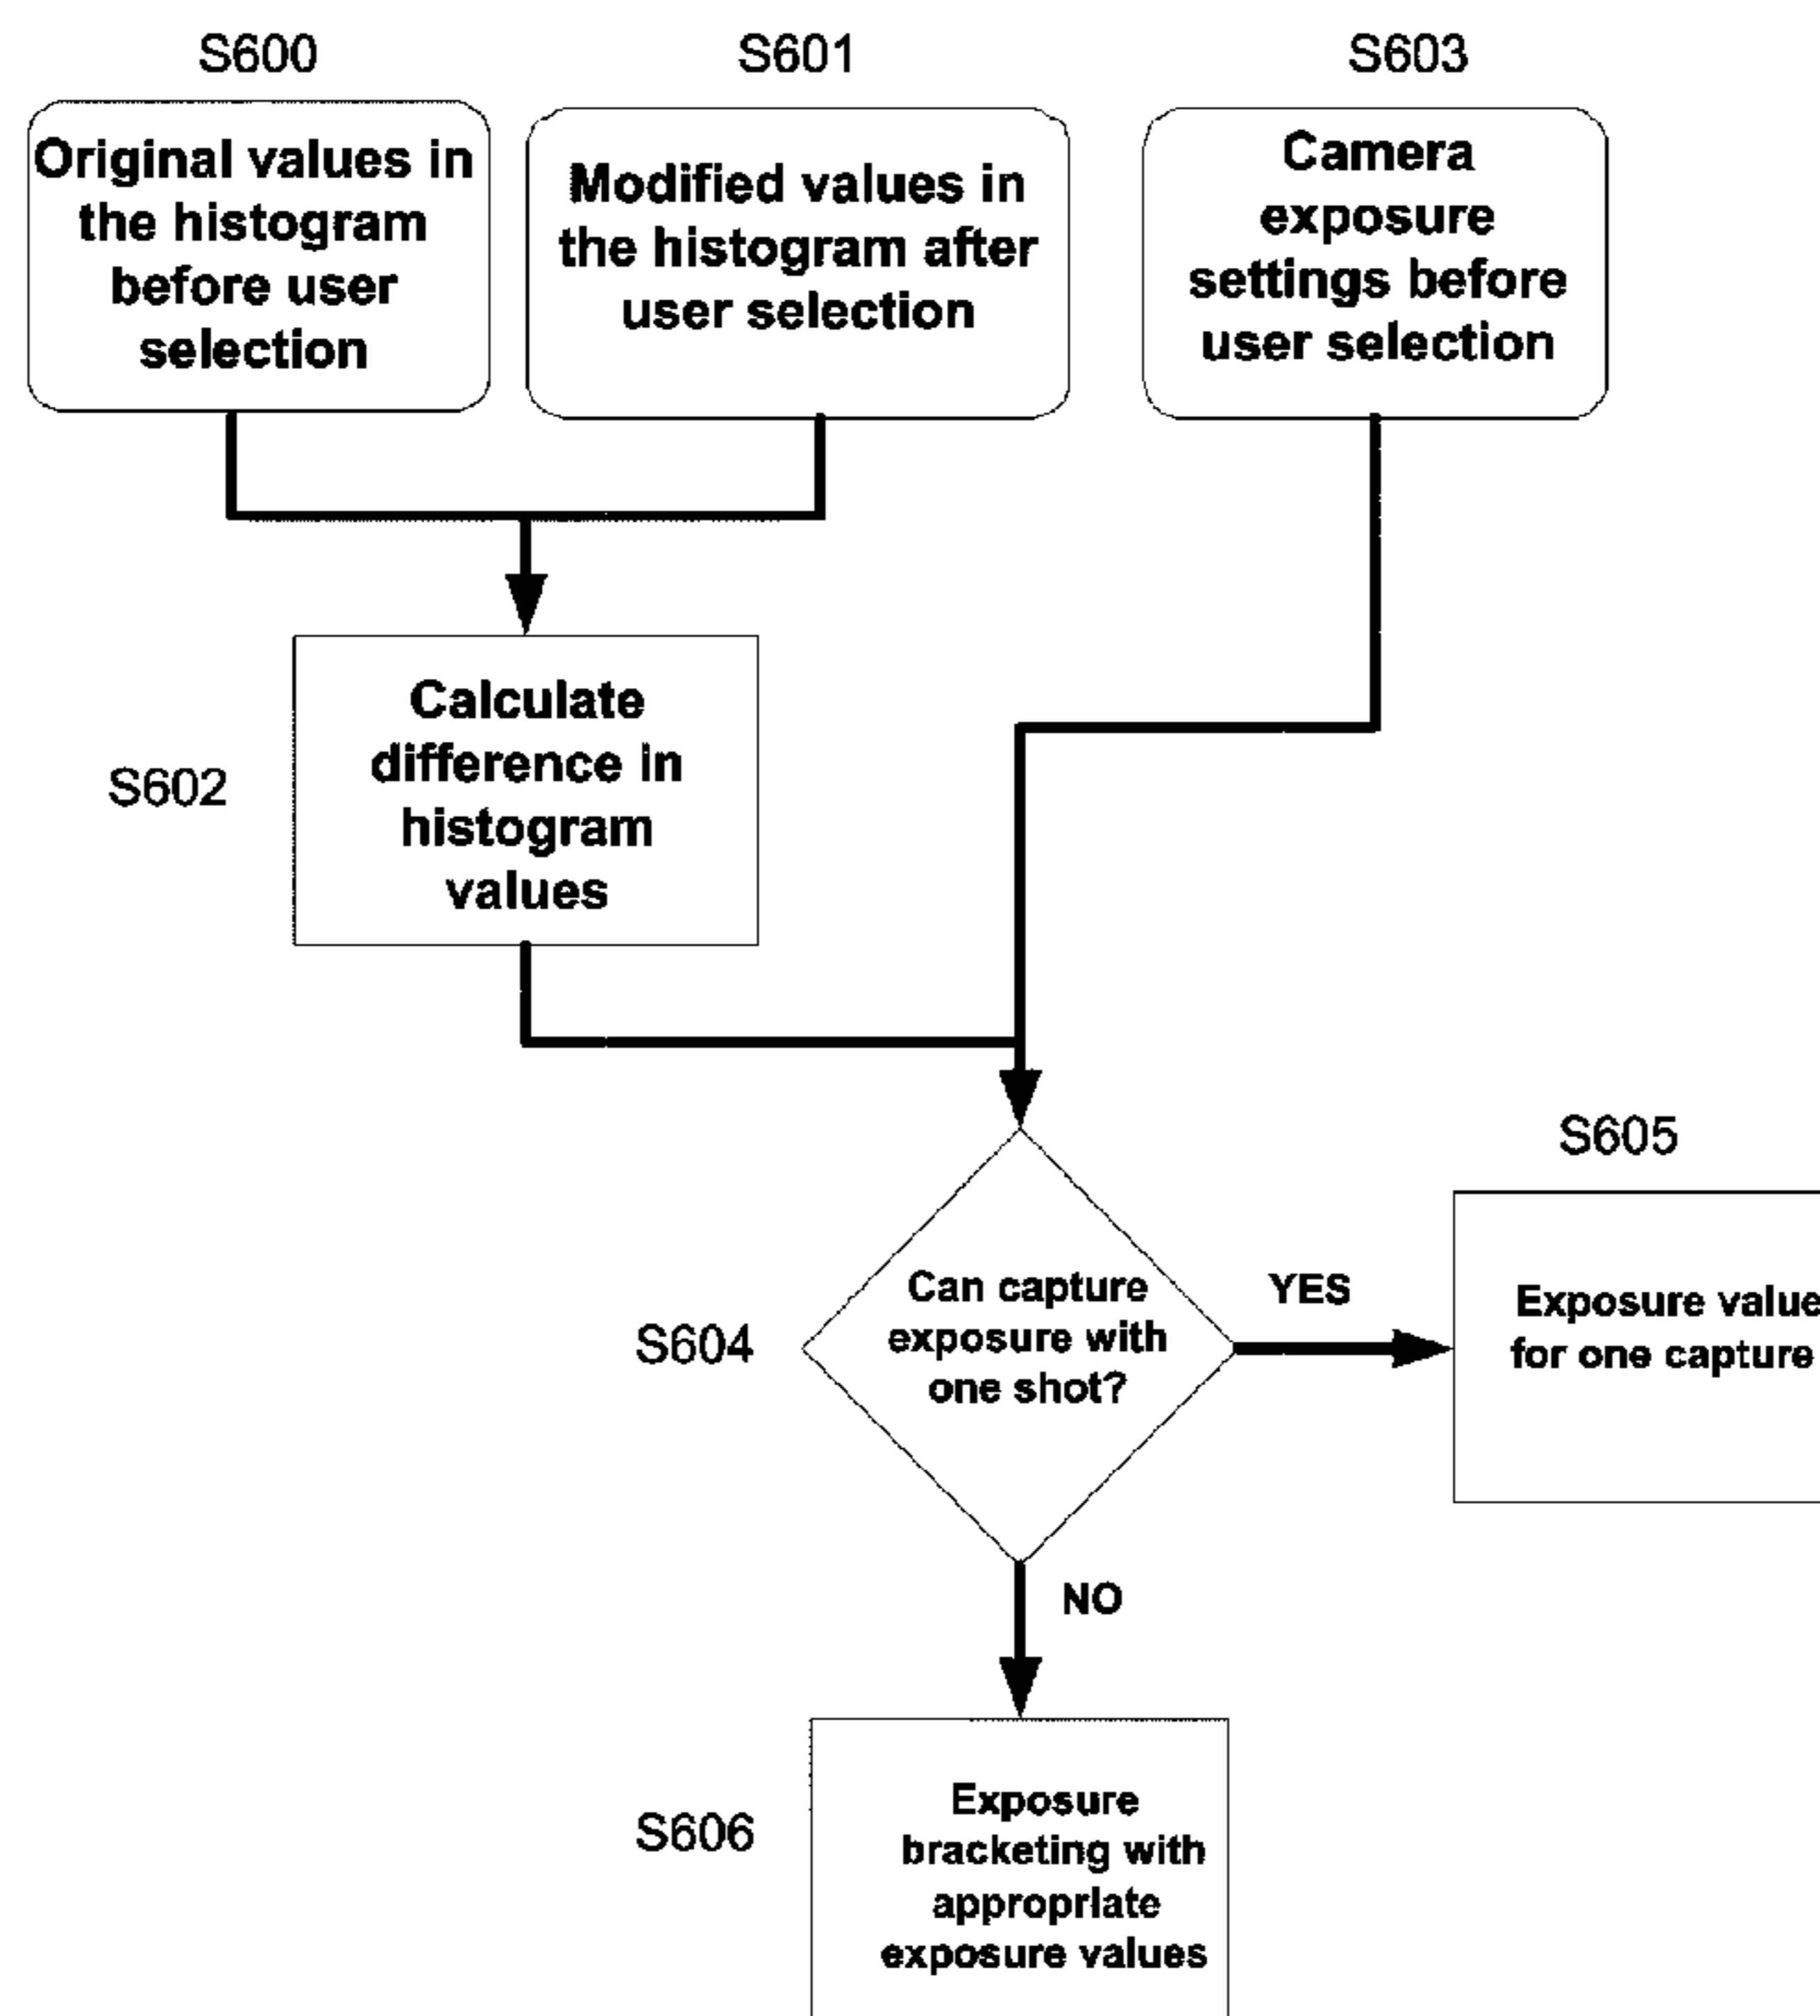 S600
S601
S603
Original values in
the histogram
before user
selection
Modified values in
the histogram after
user selection
Camera
exposure
settings before
user selection
S602
Calculate
difference in
histogram
values
S605
S604
Can capture
exposure with
one shot?
YES
Exposure value
for one capture
NO
S606
Exposure
bracketing with
appropriate
exposure values